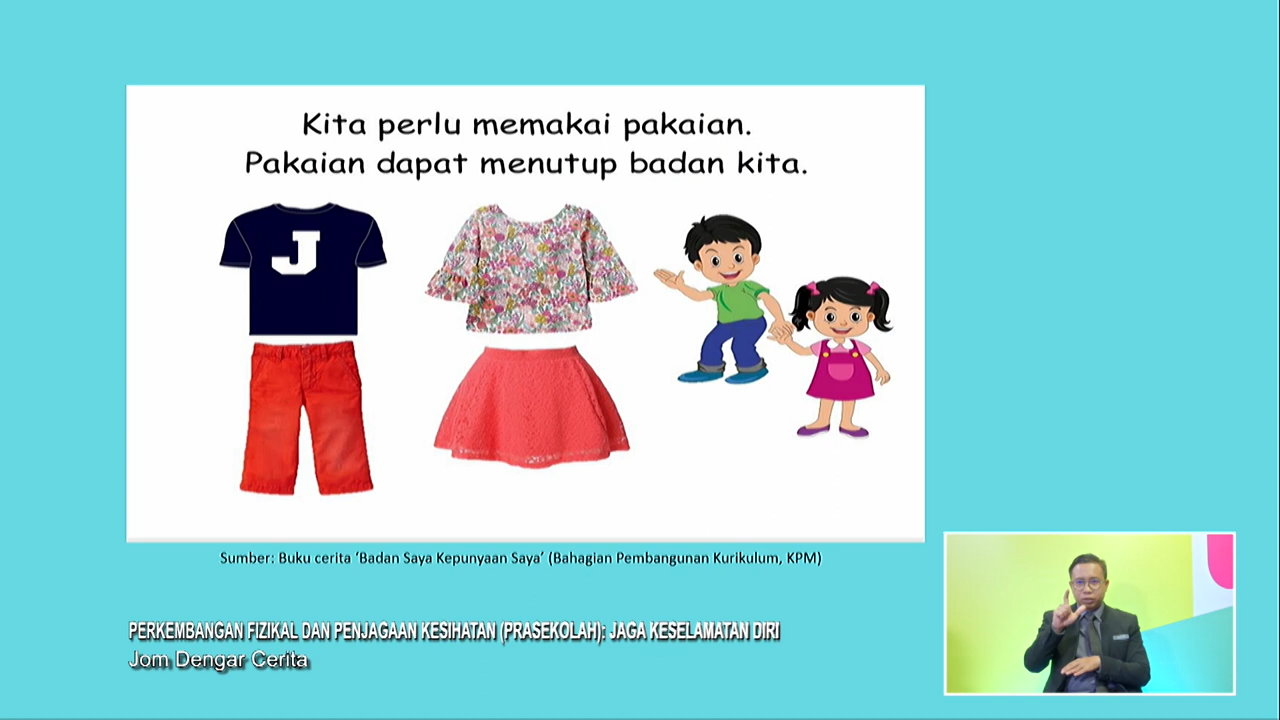 Kita perlu memakai pakaian.
Pakaian dapat menutup badan kita.
J
Sumber: Buku cerita 'Badan Saya Kepunyaan Saya' (Bahagian Pembangunan Kurikulum, KPM)
PERKEMBANGAN FIZIKAL DAN PENJAGAAN KESIHATAN (PRASEKOLAH): JAGA KESELAMATAN DIRI
Jom Dengar Cerita